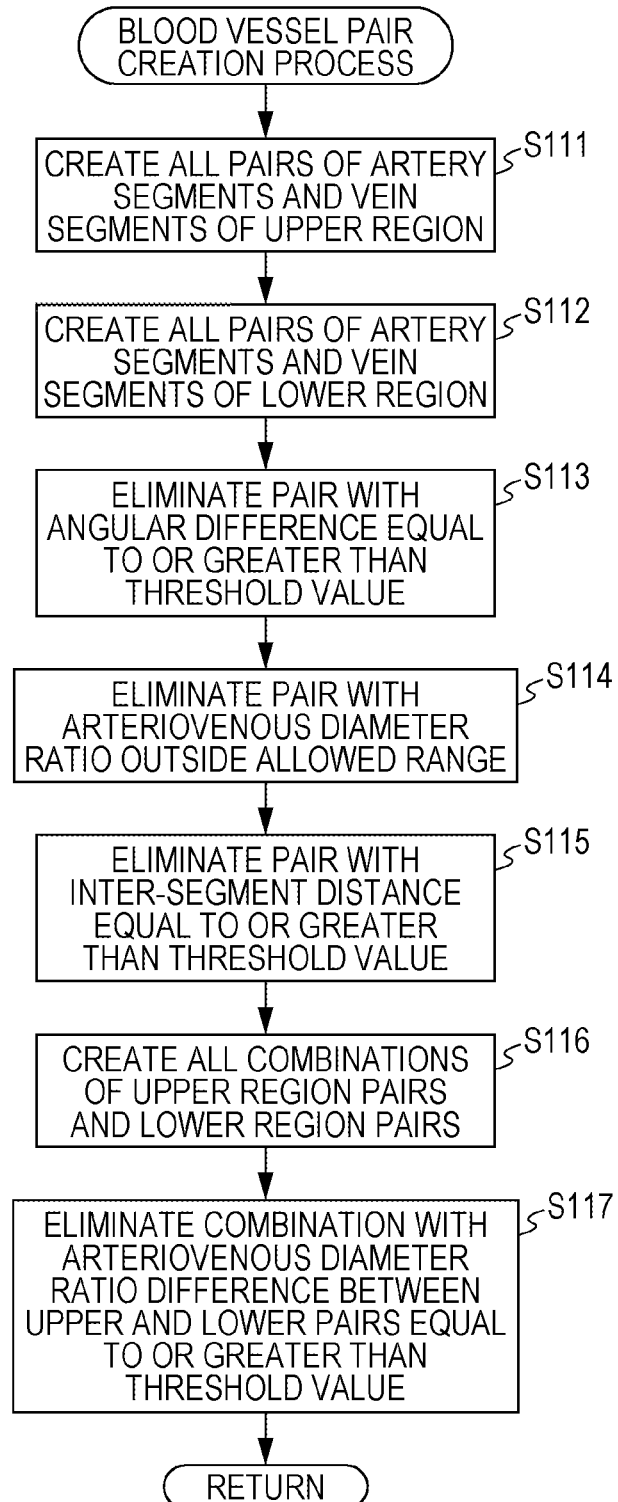 BLOOD VESSEL PAIR
CREATION PROCESS
S111
CREATE ALL PAIRS OF ARTERY
SEGMENTS AND VEIN
SEGMENTS OF UPPER REGION
S112
CREATE ALL PAIRS OF ARTERY
SEGMENTS AND VEIN
SEGMENTS OF LOWER REGION
S113
ELIMINATE PAIR WITH
ANGULAR DIFFERENCE EQUAL
TO OR GREATER THAN
THRESHOLD VALUE
S114
ELIMINATE PAIR WITH
ARTERIOVENOUS DIAMETER
RATIO OUTSIDE ALLOWED RANGE
S115
ELIMINATE PAIR WITH
INTER-SEGMENT DISTANCE
EQUAL TO OR GREATER
THAN THRESHOLD VALUE
S116
CREATE ALL COMBINATIONS
OF UPPER REGION PAIRS
AND LOWER REGION PAIRS
S117
ELIMINATE COMBINATION WITH
ARTERIOVENOUS DIAMETER
RATIO DIFFERENCE BETWEEN
UPPER AND LOWER PAIRS EQUAL
TO OR GREATER THAN
THRESHOLD VALUE
RETURN